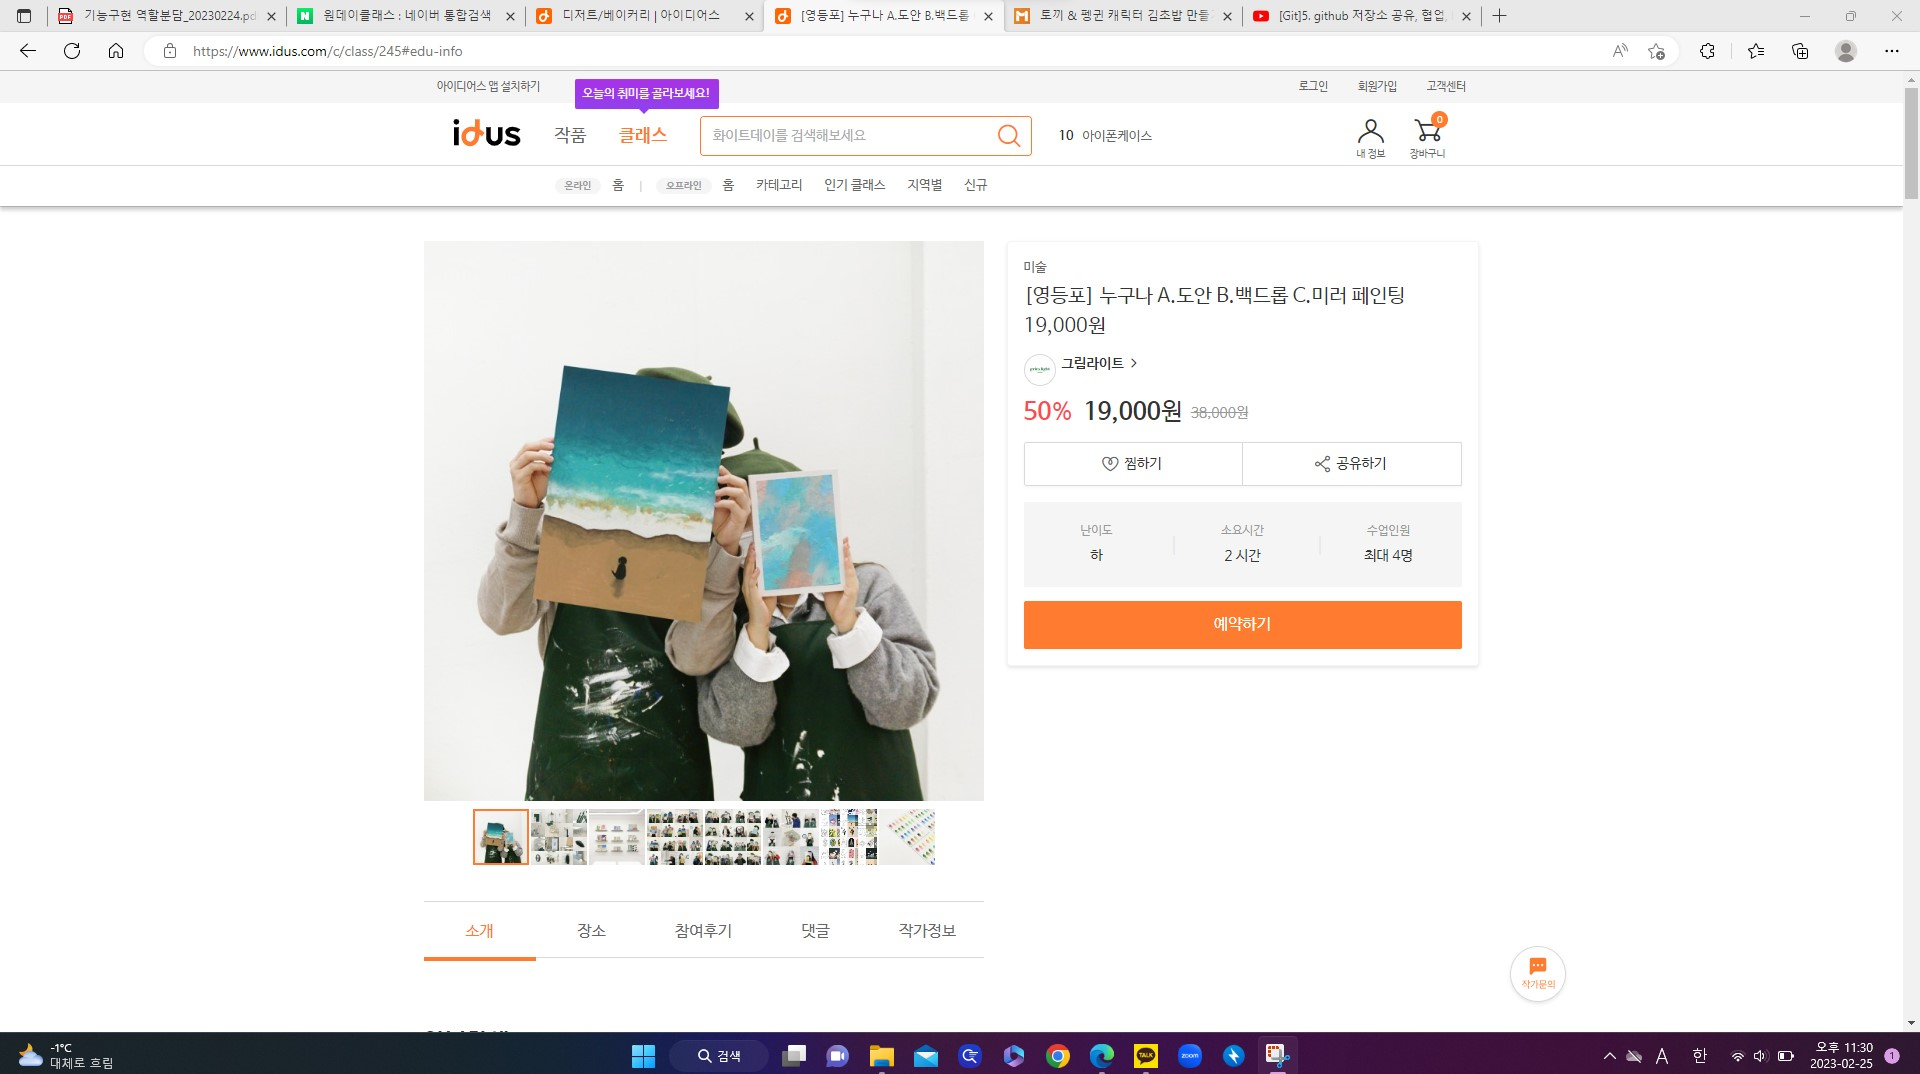 기능구현 역할분담_20230224.pd
원데이클래스 : 네이버 통합검색
디저트/베이커리 | 아이디어스
[영등포] 누구나 A.도안 B.백드롭
토끼 & 펭귄 캐릭터 김초밥 만들
[Git]5. github 저장소 공유, 협업,
https://www.idus.com/c/class/245#edu-info
아이디어스 앱 설치하기
오늘의 취미를 골라보세요!
로그인
회원가입
고객센터
idus
작품
클래스
화이트데이를 검색해보세요
10 아이폰케이스
내 정보
0
장바구니
온라인
홈
오프라인
홈
카테고리
인기 클래스
지역별
신규
미술
[영등포] 누구나 A.도안 B.백드롭 C.미러 페인팅
19,000원
그림라이트 >
50% 19,000원 38,000원
찜하기
공유하기
난이도
하
소요시간
2 시간
수업인원
최대 4명
예약하기
소개
장소
참여후기
댓글
작가정보
작가문의
-1°C
대체로 흐림
검색
TALK
zoom
A
한
오후 11:30
2023-02-25
1